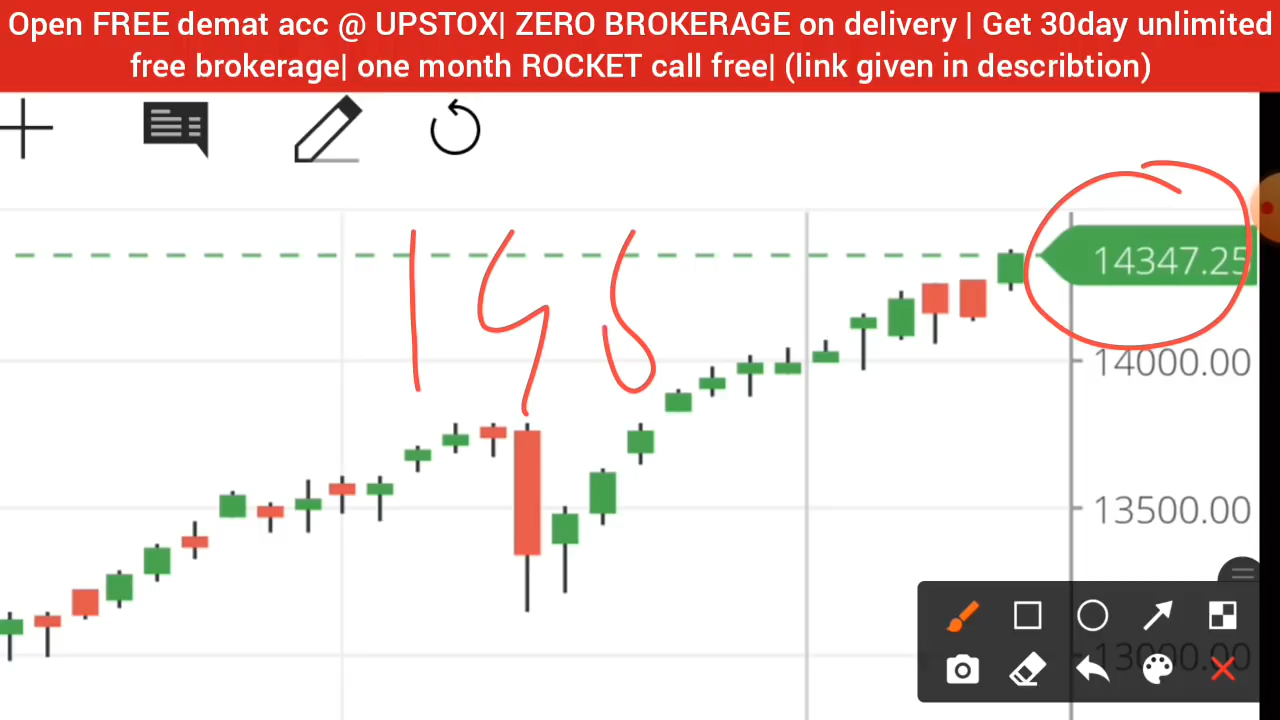 Open FREE demat acc @ UPSTOX| ZERO BROKERAGE on delivery | Get 30day unlimited
free brokerage| one month ROCKET call free| (link given in describtion)
14347.25
14000.00
13500.00
13000.00